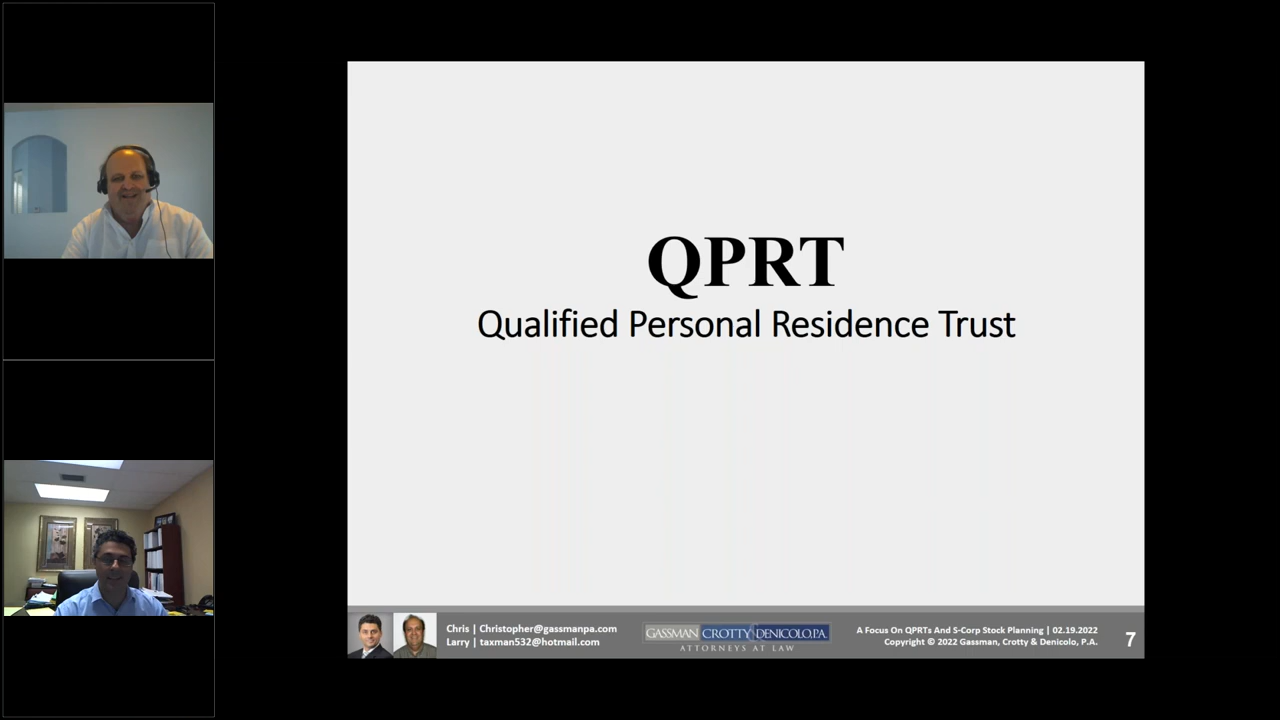 QPRT
Qualified Personal Residence Trust
Chris | Christopher@gassmanpa.com
Larry | taxman532@hotmail.com
GASSMAN CROTTY DENICOLO, P.A.
ATTORNEYS AT LAW
A Focus On QPRTs And S-Corp Stock Planning | 02.19.2022
Copyright © 2022 Gassman, Crotty & Denicolo, P.A.
7